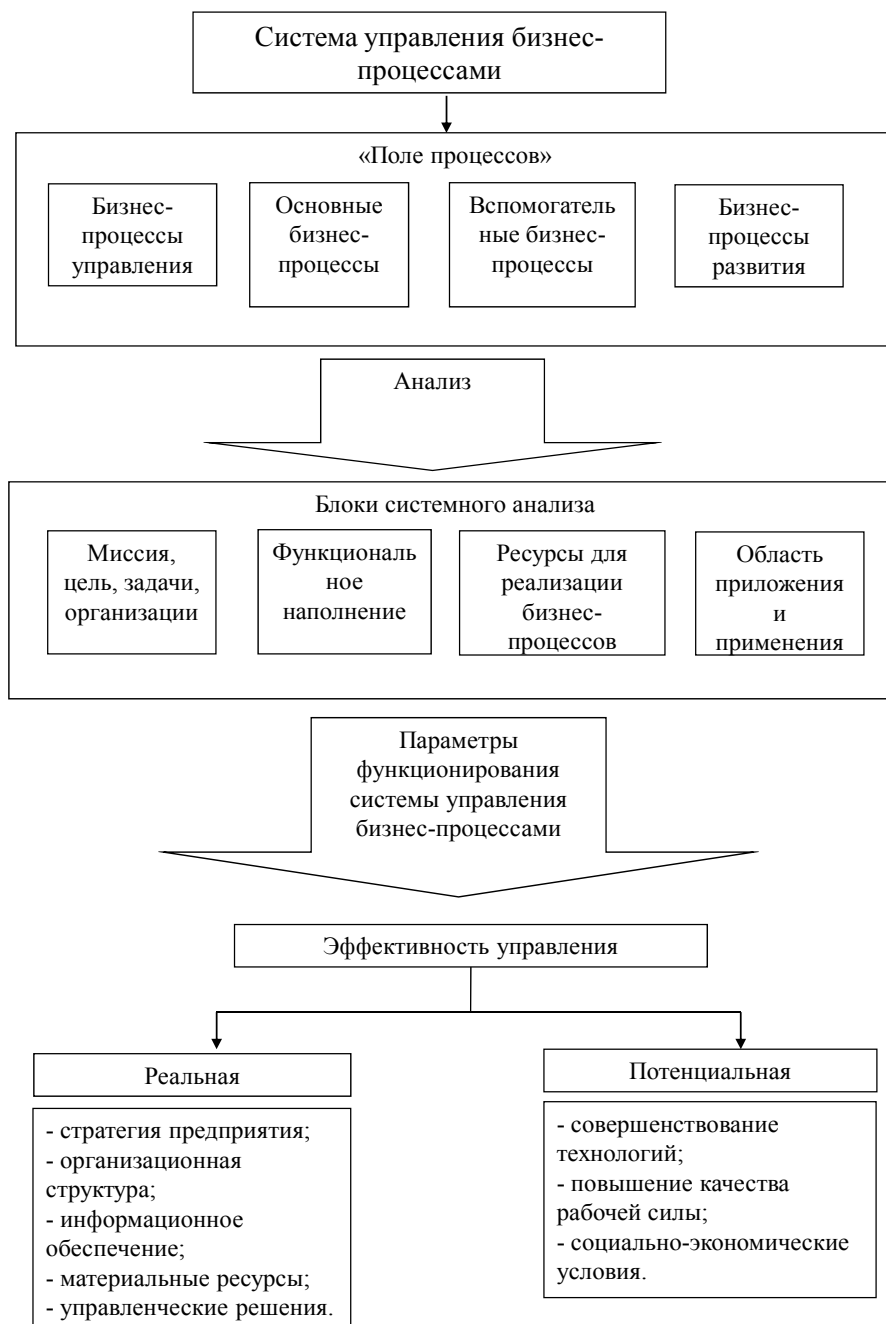 Система управления бизнес-
процессами
«Поле процессов»
Бизнес-
процессы
управления
Основные
бизнес-
процессы
Вспомогатель
ные бизнес-
процессы
Бизнес-
процессы
развития
Анализ
Блоки системного анализа
Миссия,
цель, задачи,
организации
Функциональ
ное
наполнение
Ресурсы для
реализации
бизнес-
процессов
Область
приложения
и
применения
Параметры
функционирования
системы управления
бизнес-процессами
Эффективность управления
Реальная
- стратегия предприятия;
- организационная
структура;
- информационное
обеспечение;
- материальные ресурсы;
- управленческие решения.
Потенциальная
- совершенствование
технологий;
- повышение качества
рабочей силы;
- социально-экономические
условия.